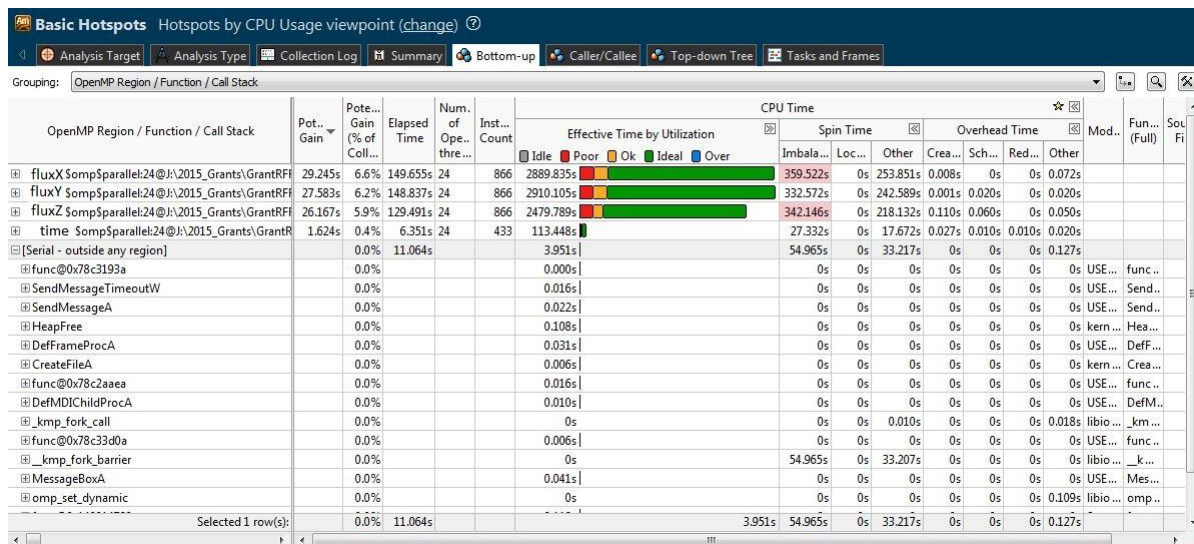 Basic Hotspots Hotspots by CPU Usage viewpoint (change) ?
Analysis Target Analysis Type Collection Log Summary Bottom-up Caller/Callee Top-down Tree Tasks and Frames
Grouping: OpenMP Region / Function / Call Stack
OpenMP Region / Function / Call Stack Pot.. Gain Pote... Gain (% of Coll... Elapsed Time Num. of Ope... thre... Inst... Count CPU Time Mod.. Fun... (Full) Sou Fi
Effective Time by Utilization Spin Time Overhead Time
Idle Poor Ok Ideal Over Imbala... Loc... Other Crea... Sch... Red... Other
fluxX $omp$parallel:24@J:\2015_Grants\GrantRFF 29.245s 6.6% 149.655s 24 866 2889.835s 359.522s 0s 253.851s 0.008s 0s 0s 0.072s
fluxY $omp$parallel:24@J:\2015_Grants\GrantRFF 27.583s 6.2% 148.837s 24 866 2910.105s 332.572s 0s 242.589s 0.001s 0.020s 0s 0.020s
fluxZ $omp$parallel:24@J:\2015_Grants\GrantRFF 26.167s 5.9% 129.491s 24 866 2479.789s 342.146s 0s 218.132s 0.110s 0.060s 0s 0.050s
time $omp$parallel:24@J:\2015_Grants\GrantR 1.624s 0.4% 6.351s 24 433 113.448s 27.332s 0s 17.672s 0.027s 0.010s 0.010s 0.020s
[Serial - outside any region] 0.0% 11.064s 3.951s 54.965s 0s 33.217s 0s 0s 0s 0.127s
func@0x78c3193a 0.0% 0.000s 0s 0s 0s 0s 0s 0s 0s USE... func..
SendMessageTimeoutW 0.0% 0.016s 0s 0s 0s 0s 0s 0s 0s USE... Send..
SendMessageA 0.0% 0.022s 0s 0s 0s 0s 0s 0s 0s USE... Send..
HeapFree 0.0% 0.108s 0s 0s 0s 0s 0s 0s 0s kern... Hea...
DefFrameProcA 0.0% 0.031s 0s 0s 0s 0s 0s 0s 0s USE... DefF...
CreateFileA 0.0% 0.006s 0s 0s 0s 0s 0s 0s 0s kern... Crea...
func@0x78c2aaea 0.0% 0.016s 0s 0s 0s 0s 0s 0s 0s USE... func..
DefMDIChildProcA 0.0% 0.010s 0s 0s 0s 0s 0s 0s 0s USE... DefM..
_kmp_fork_call 0.0% 0s 0s 0s 0.010s 0s 0s 0s 0.018s libio... _km...
func@0x78c33d0a 0.0% 0.006s 0s 0s 0s 0s 0s 0s 0s USE... func..
__kmp_fork_barrier 0.0% 0s 54.965s 0s 33.207s 0s 0s 0s 0s libio... __k...
MessageBoxA 0.0% 0.041s 0s 0s 0s 0s 0s 0s 0s USE... Mes...
omp_set_dynamic 0.0% 0s 0s 0s 0s 0s 0s 0s 0.109s libio... omp..
Selected 1 row(s): 0.0% 11.064s 3.951s 54.965s 0s 33.217s 0s 0s 0s 0.127s